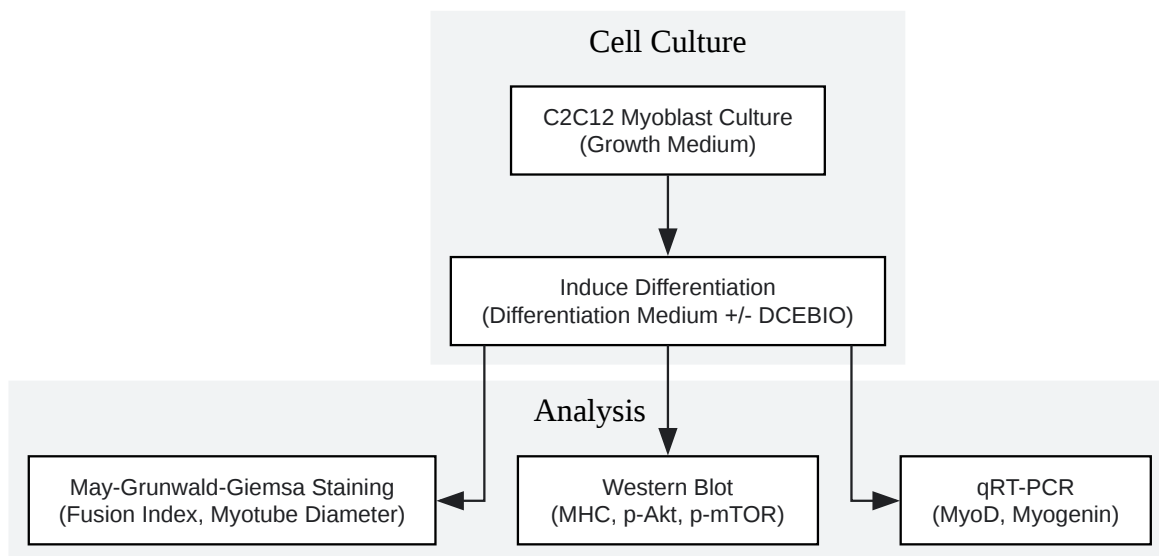 Cell Culture
C2C12 Myoblast Culture
(Growth Medium)
Induce Differentiation
(Differentiation Medium +/- DCEBIO)
Analysis
May-Grunwald-Giemsa Staining
(Fusion Index, Myotube Diameter)
Western Blot
(MHC, p-Akt, p-mTOR)
qRT-PCR
(MyoD, Myogenin)